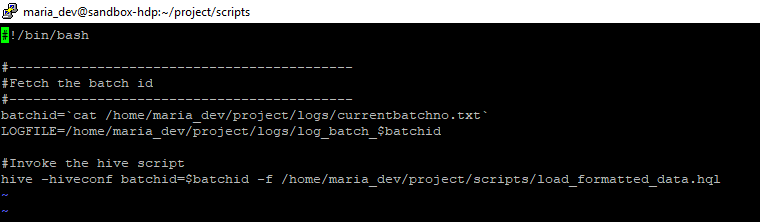 maria_dev@sandbox-hdp:~/project/scripts
#!/bin/bash
#-------------------------------------------
#Fetch the batch id
#-------------------------------------------
batchid=`cat /home/maria_dev/project/logs/currentbatchno.txt`
LOGFILE=/home/maria_dev/project/logs/log_batch_$batchid
#Invoke the hive script
hive -hiveconf batchid=$batchid -f /home/maria_dev/project/scripts/load_formatted_data.hql
~
~